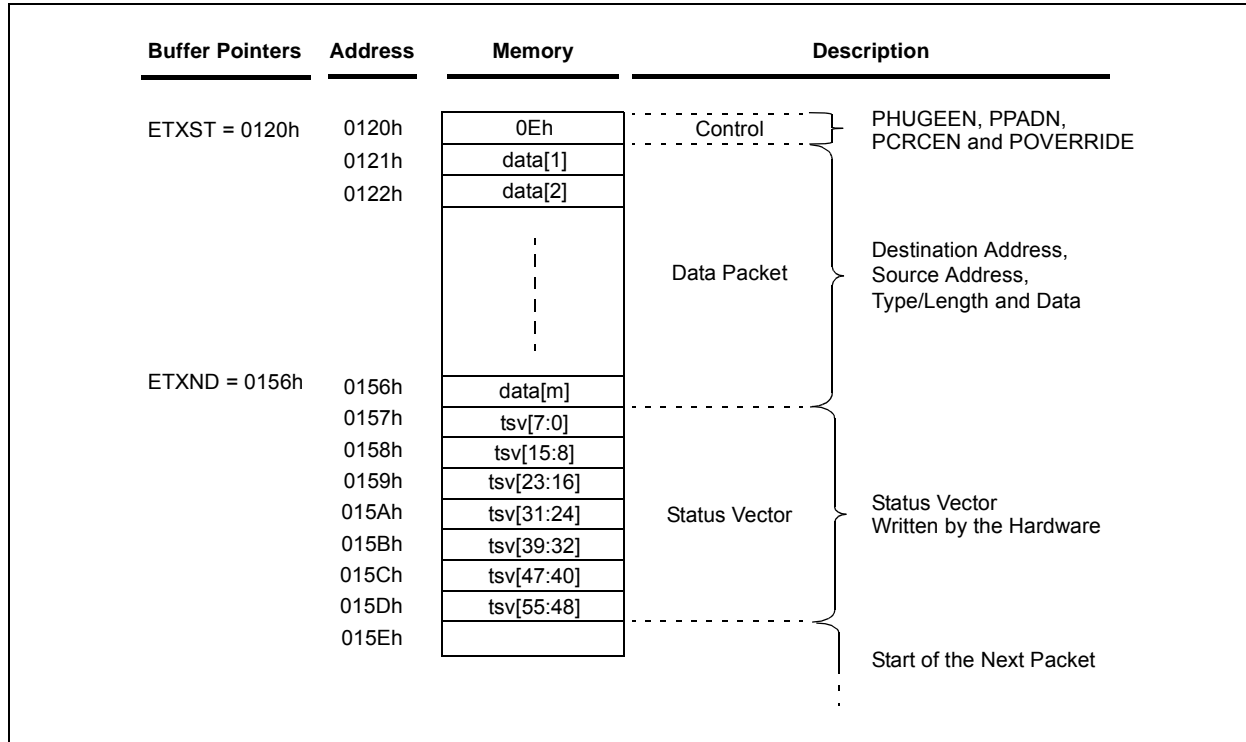 Buffer Pointers Address Memory Description
ETXST = 0120h 0120h 0Eh Control PHUGEEN, PPADN,
PCRCEN and POVERRIDE
0121h data[1]
0122h data[2]
Data Packet Destination Address,
Source Address,
Type/Length and Data
ETXND = 0156h 0156h data[m]
0157h tsv[7:0]
0158h tsv[15:8]
0159h tsv[23:16]
015Ah tsv[31:24] Status Vector Status Vector
Written by the Hardware
015Bh tsv[39:32]
015Ch tsv[47:40]
015Dh tsv[55:48]
015Eh
Start of the Next Packet